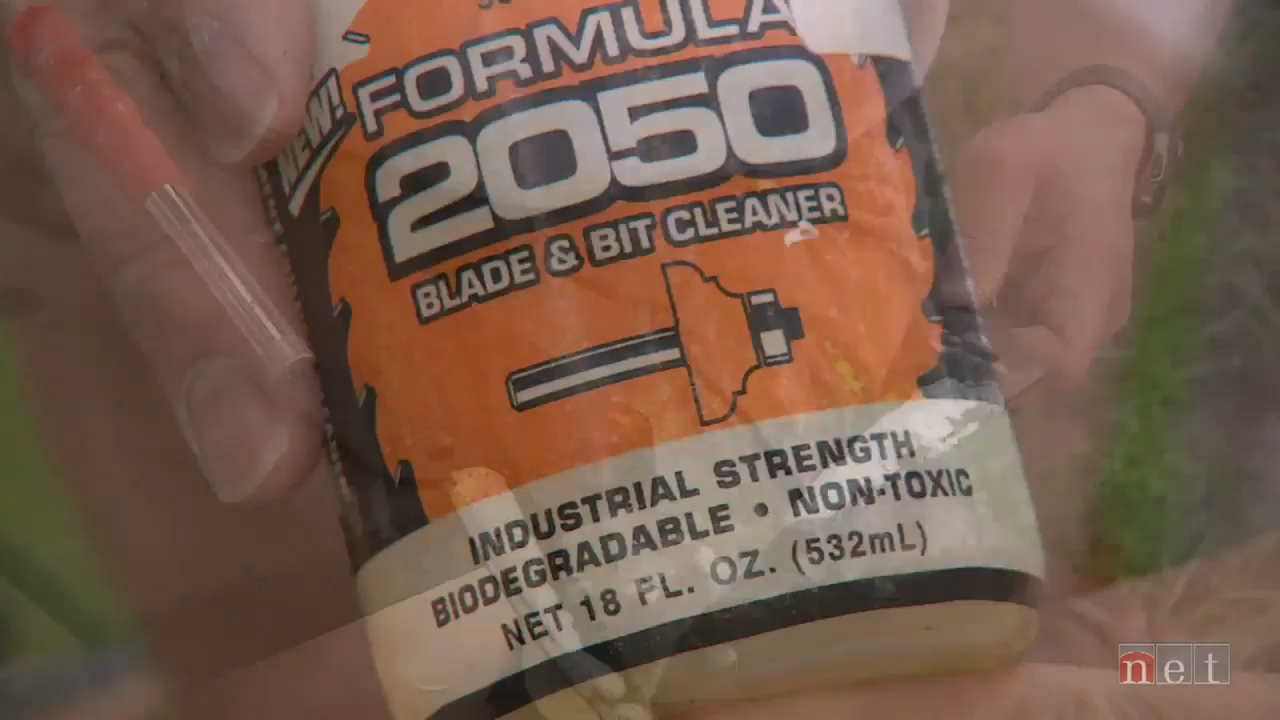 NEW!
FORMULA
2050
BLADE & BIT CLEANER
INDUSTRIAL STRENGTH
BIODEGRADABLE • NON-TOXIC
NET 18 FL. OZ. (532mL)
net